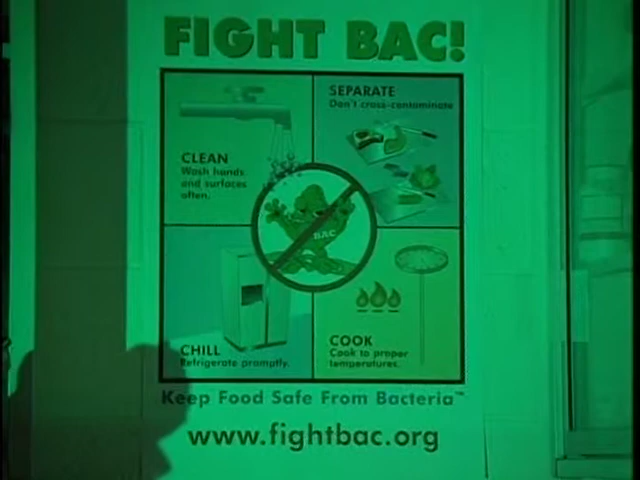 FIGHT BAC!
CLEAN
Wash hands
and surfaces
often.
SEPARATE
Don't cross-contaminate
BAC
CHILL
Refrigerate promptly.
COOK
Cook to proper
temperatures.
Keep Food Safe From Bacteria™
www.fightbac.org